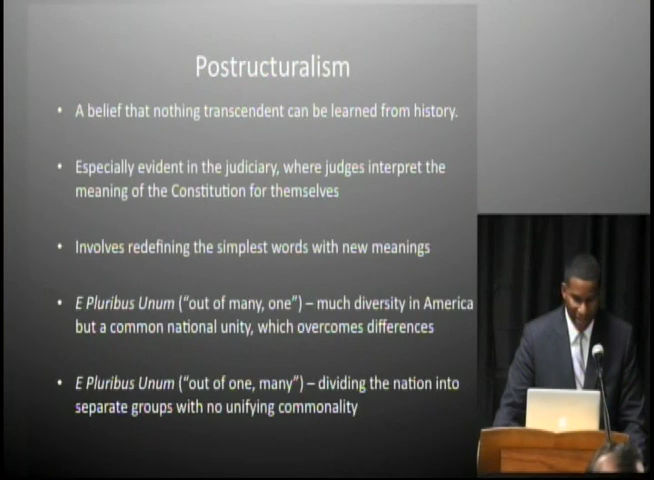 Postructuralism
• A belief that nothing transcendent can be learned from history.
• Especially evident in the judiciary, where judges interpret the
meaning of the Constitution for themselves
• Involves redefining the simplest words with new meanings
• E Pluribus Unum (“out of many, one”) – much diversity in America
but a common national unity, which overcomes differences
• E Pluribus Unum (“out of one, many”) – dividing the nation into
separate groups with no unifying commonality